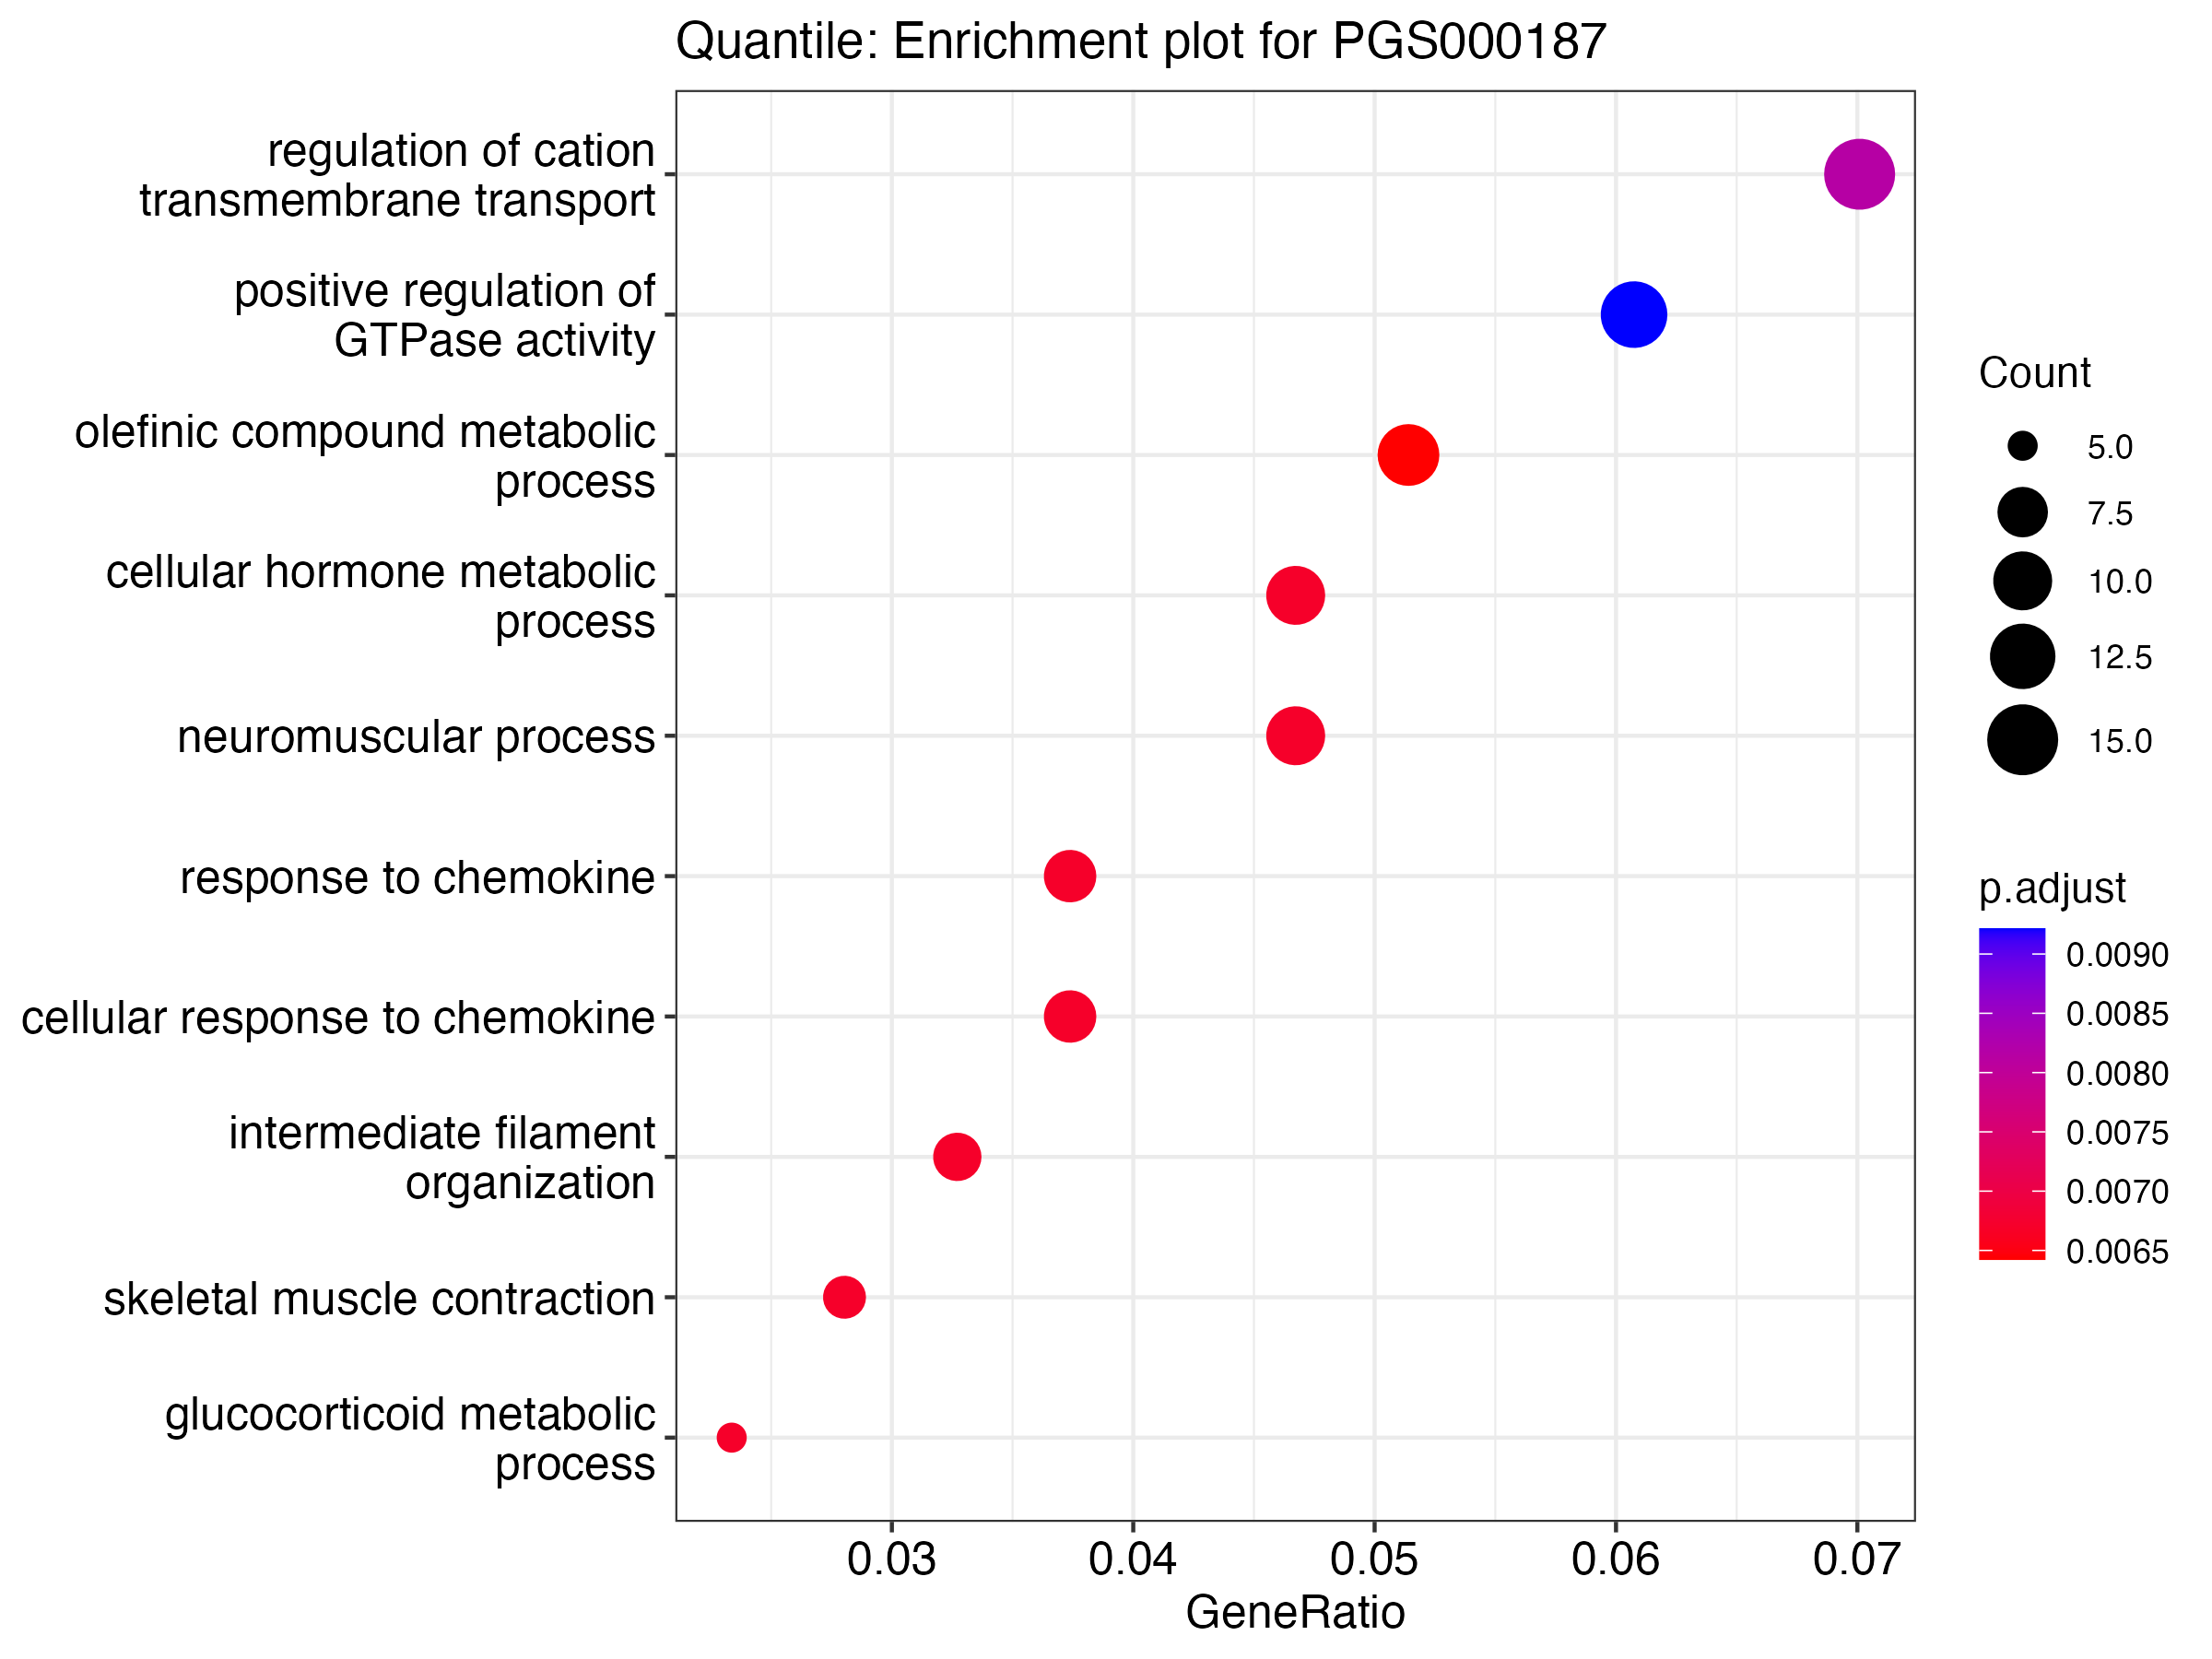 Quantile: Enrichment plot for PGS000187
regulation of cation
transmembrane transport
positive regulation of
GTPase activity
olefinic compound metabolic
process
cellular hormone metabolic
process
neuromuscular process
response to chemokine
cellular response to chemokine
intermediate filament
organization
skeletal muscle contraction
glucocorticoid metabolic
process
0.03
0.04
0.05
0.06
0.07
GeneRatio
Count
5.0
7.5
10.0
12.5
15.0
p.adjust
0.0090
0.0085
0.0080
0.0075
0.0070
0.0065